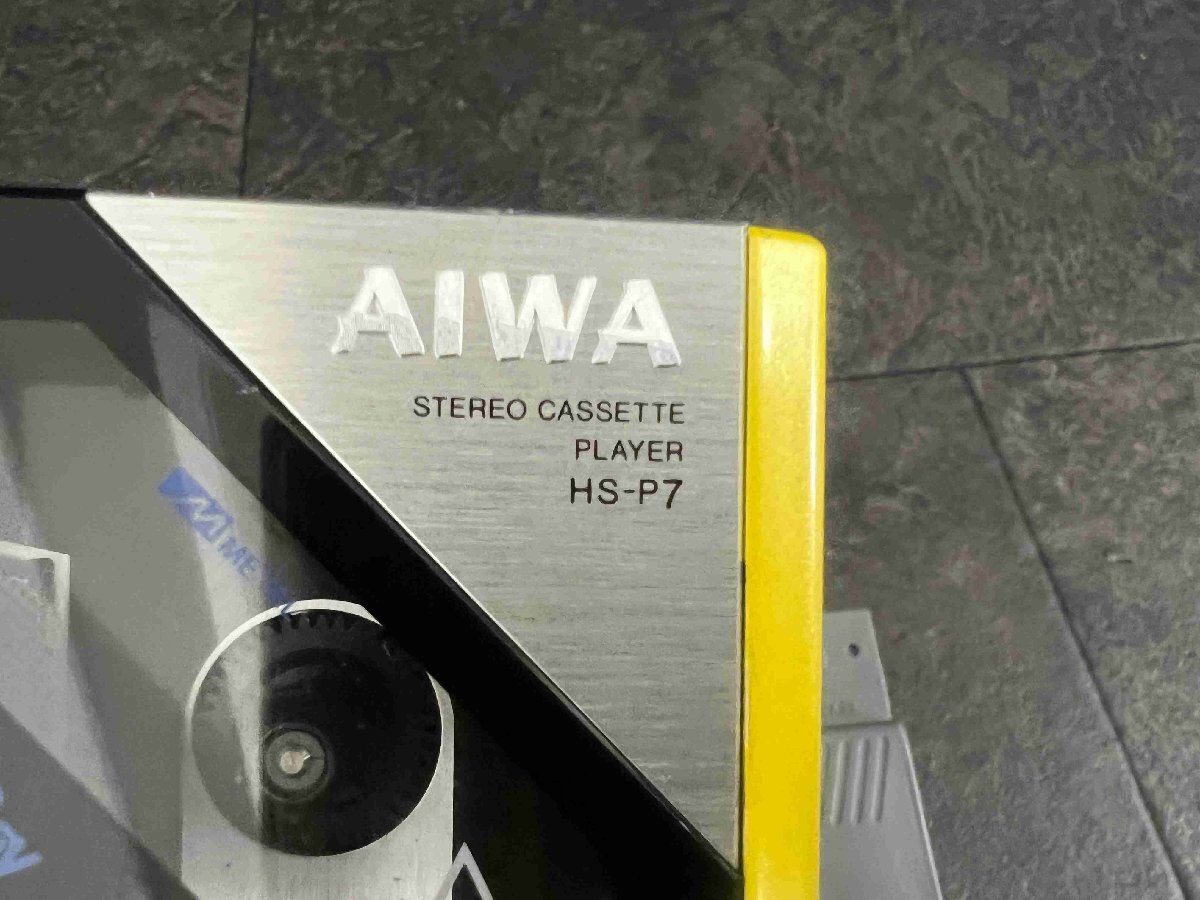 AIWA
STEREO CASSETTE
PLAYER
HS-P7